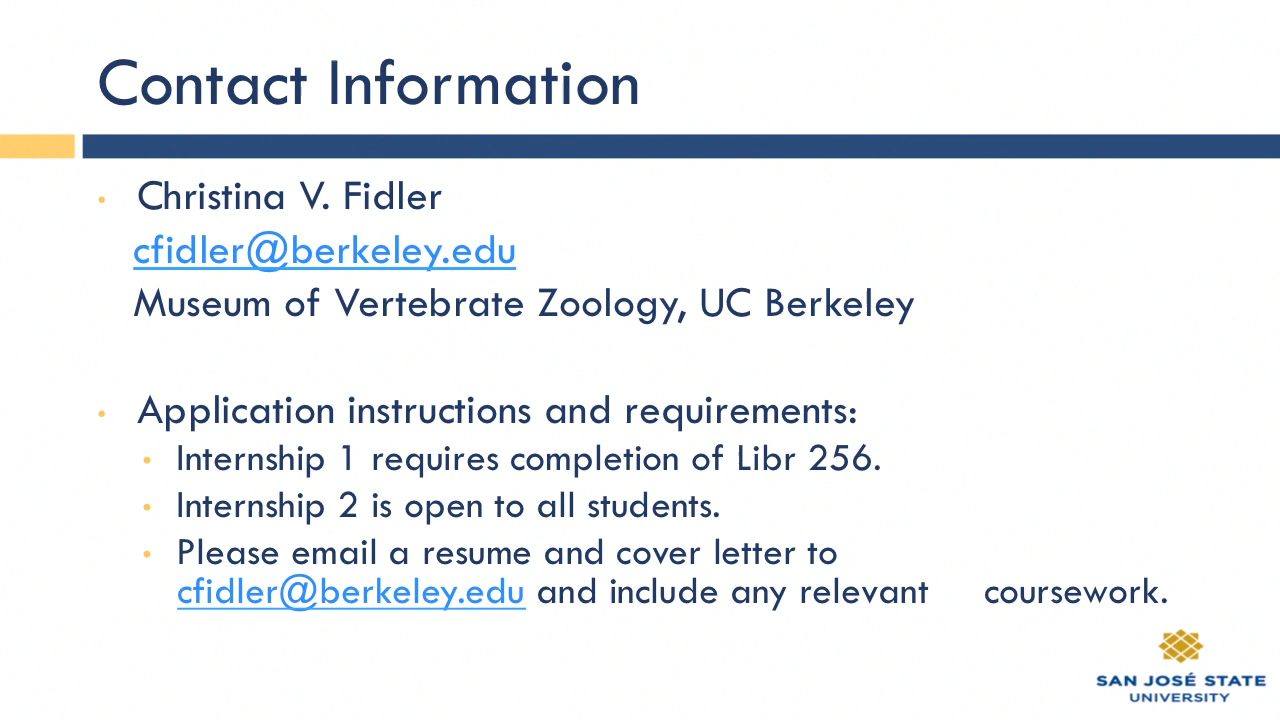 Contact Information
• Christina V. Fidler
cfidler@berkeley.edu
Museum of Vertebrate Zoology, UC Berkeley
• Application instructions and requirements:
• Internship 1 requires completion of Libr 256.
• Internship 2 is open to all students.
• Please email a resume and cover letter to
cfidler@berkeley.edu and include any relevant coursework.
SAN JOSÉ STATE
UNIVERSITY